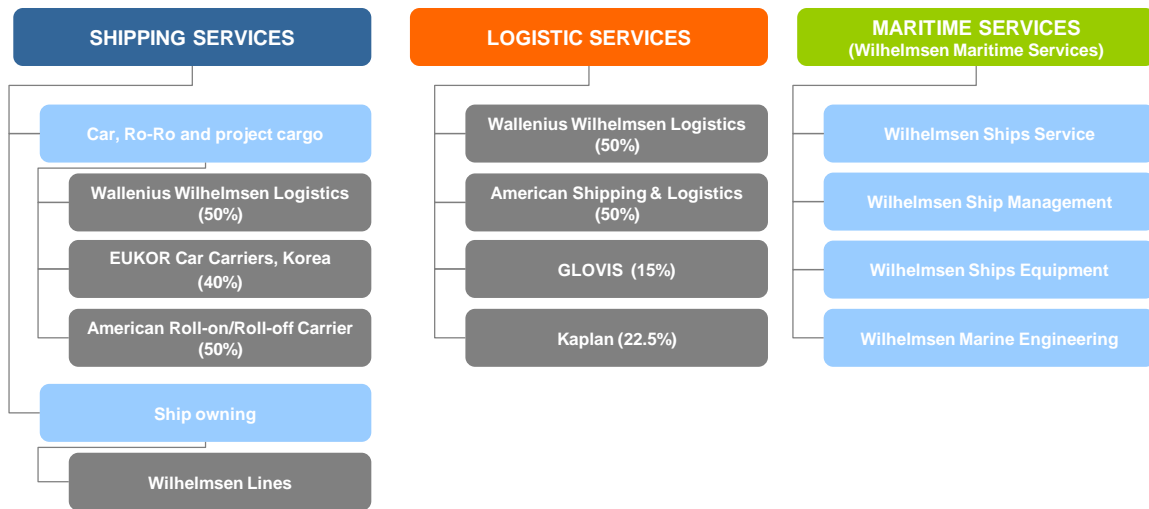 SHIPPING SERVICES
Car, Ro-Ro and project cargo
Wallenius Wilhelmsen Logistics
(50%)
EUKOR Car Carriers, Korea
(40%)
American Roll-on/Roll-off Carrier
(50%)
Ship owning
Wilhelmsen Lines
LOGISTIC SERVICES
Wallenius Wilhelmsen Logistics
(50%)
American Shipping & Logistics
(50%)
GLOVIS (15%)
Kaplan (22.5%)
MARITIME SERVICES
(Wilhelmsen Maritime Services)
Wilhelmsen Ships Service
Wilhelmsen Ship Management
Wilhelmsen Ships Equipment
Wilhelmsen Marine Engineering